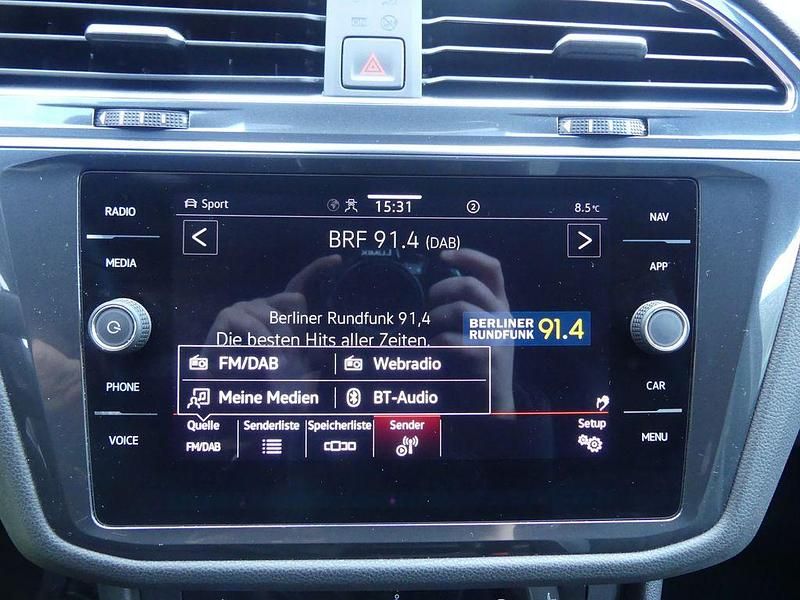 RADIO
MEDIA
PHONE
VOICE
Sport
15:31
2
8.5°C
BRF 91.4 (DAB)
Berliner Rundfunk 91,4
Die besten Hits aller Zeiten.
BERLINER
RUNDFUNK 91.4
FM/DAB Webradio
Meine Medien BT-Audio
Quelle Senderliste Speicherliste Sender Setup
FM/DAB
NAV
APP
CAR
MENU
LUMIX